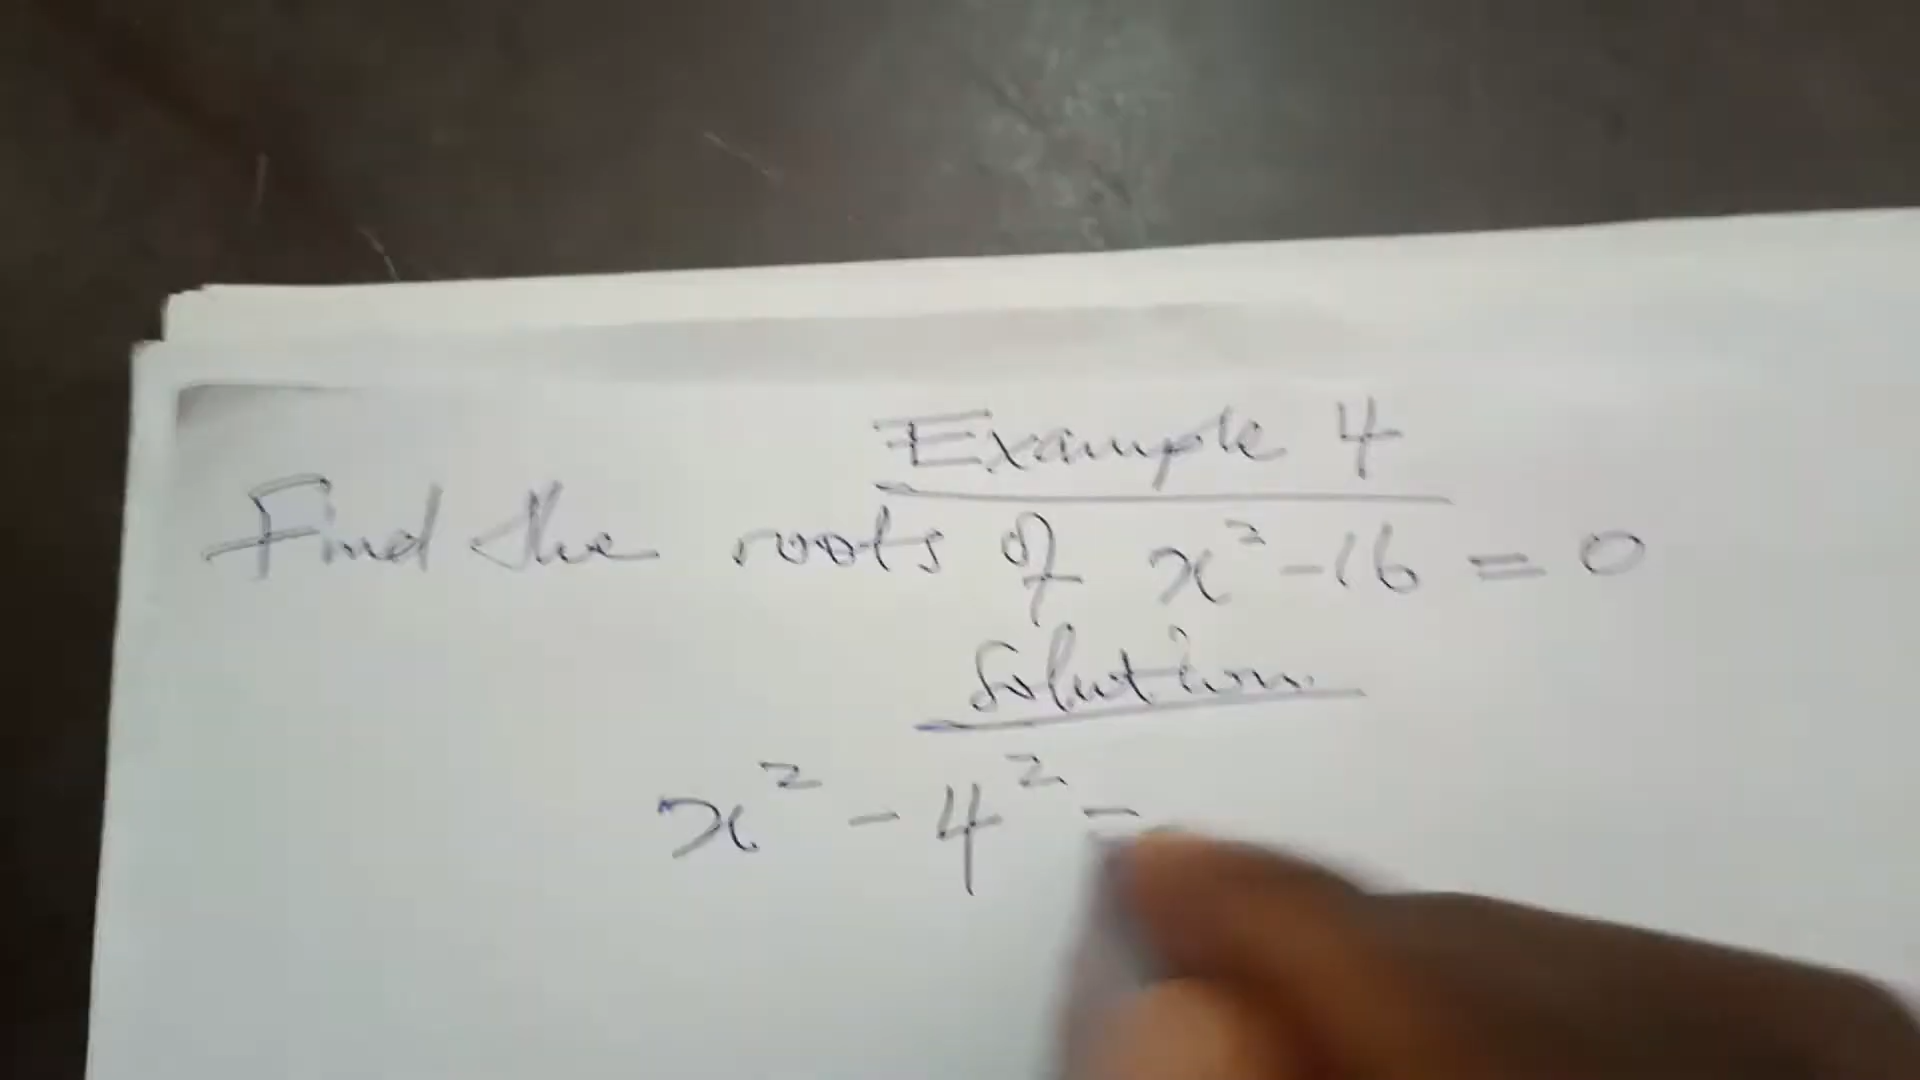 Example 4
Find the roots of x² - 16 = 0
Solution
x² - 4² =